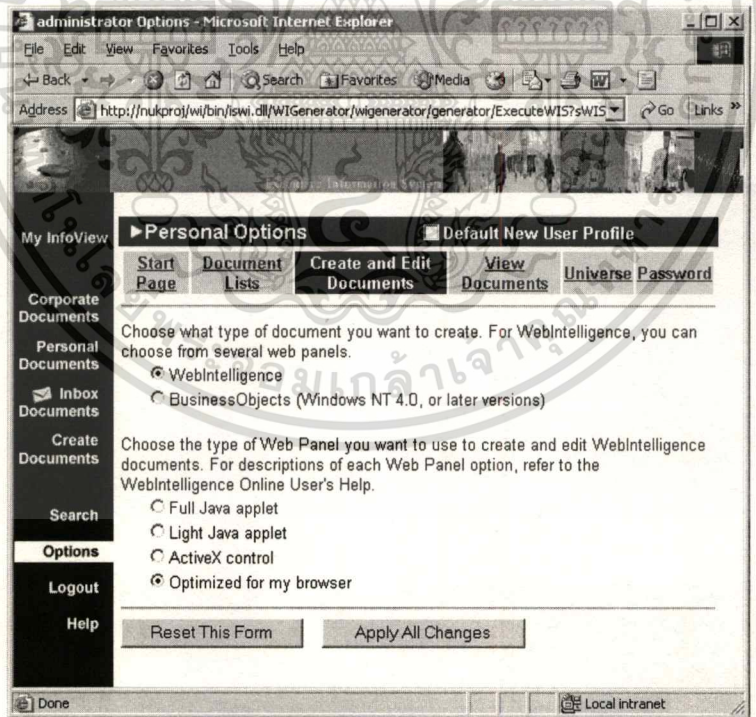 administrator Options - Microsoft Internet Explorer
File Edit View Favorites Tools Help
Back Search Favorites Media
Address http://nukproj/wi/bin/iswi.dll/WIGenerator/wigenerator/generator/ExecuteWIS?sWIS Go Links »
My InfoView
Corporate
Documents
Personal
Documents
Inbox
Documents
Create
Documents
Search
Options
Logout
Help
Personal Options Default New User Profile
Start
Page
Document
Lists
Create and Edit
Documents
View
Documents
Universe
Password
Choose what type of document you want to create. For WebIntelligence, you can
choose from several web panels.
WebIntelligence
BusinessObjects (Windows NT 4.0, or later versions)
Choose the type of Web Panel you want to use to create and edit WebIntelligence
documents. For descriptions of each Web Panel option, refer to the
WebIntelligence Online User's Help.
Full Java applet
Light Java applet
ActiveX control
Optimized for my browser
Reset This Form Apply All Changes
Done Local intranet